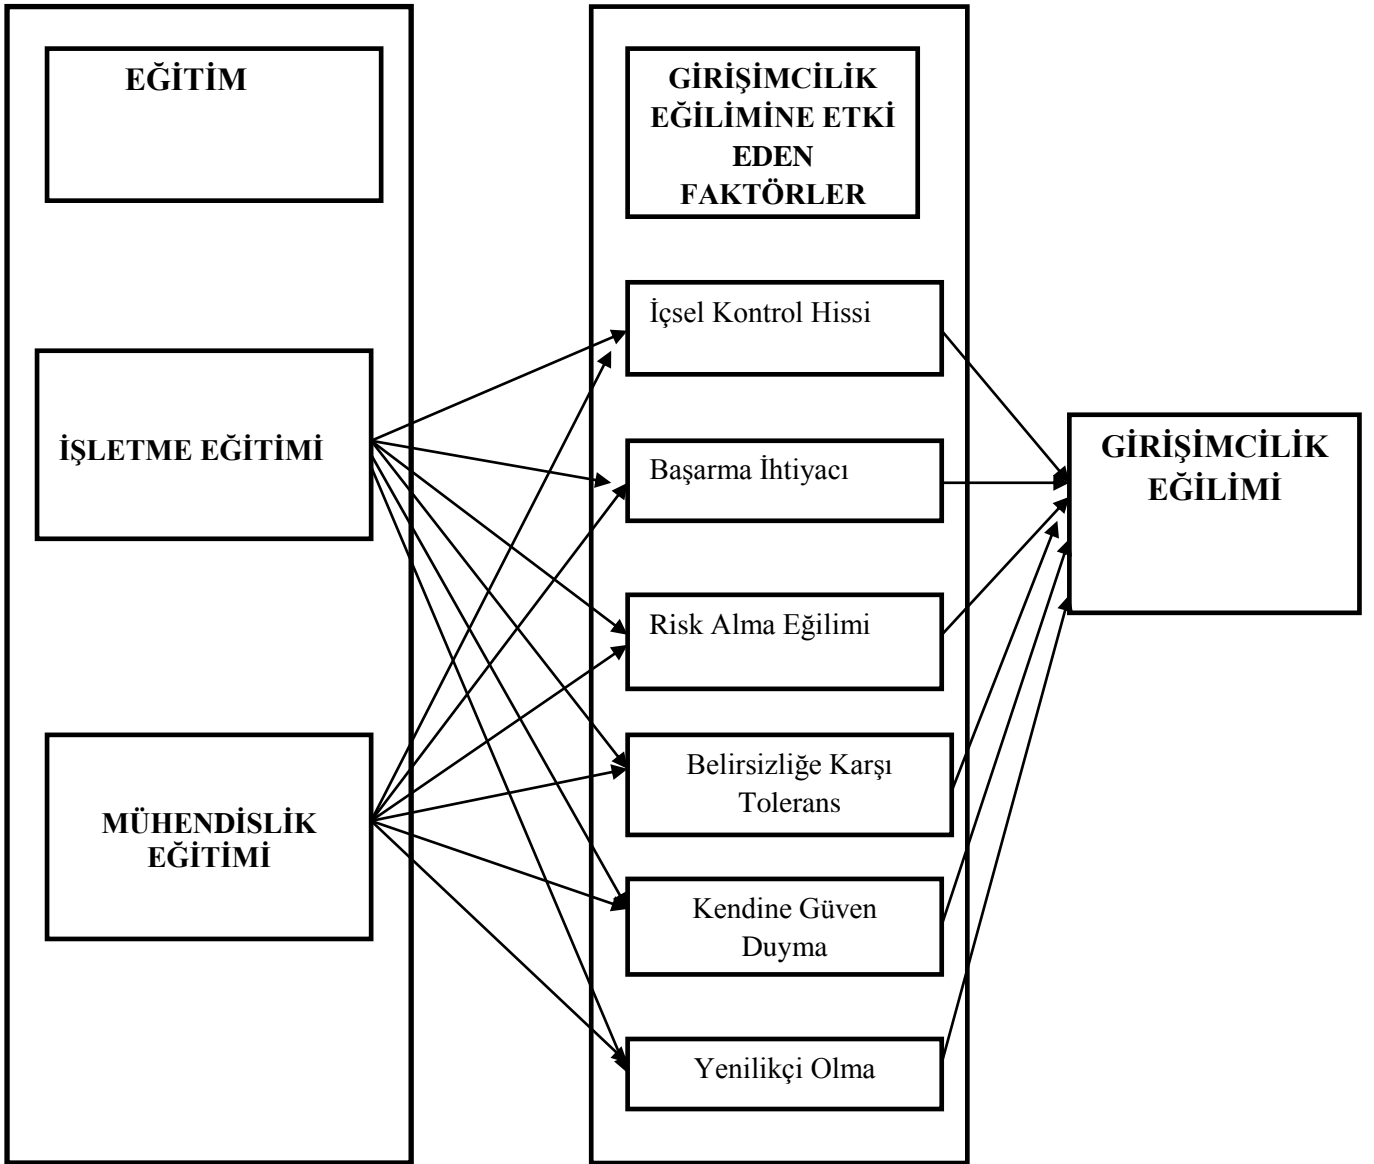 EĞİTİM
GİRİŞİMCİLİK
EĞİLİMİNE ETKİ
EDEN
FAKTÖRLER
İçsel Kontrol Hissi
İŞLETME EĞİTİMİ
Başarma İhtiyacı
GİRİŞİMCİLİK
EĞİLİMİ
Risk Alma Eğilimi
MÜHENDİSLİK
EĞİTİMİ
Belirsizliğe Karşı
Tolerans
Kendine Güven
Duyma
Yenilikçi Olma